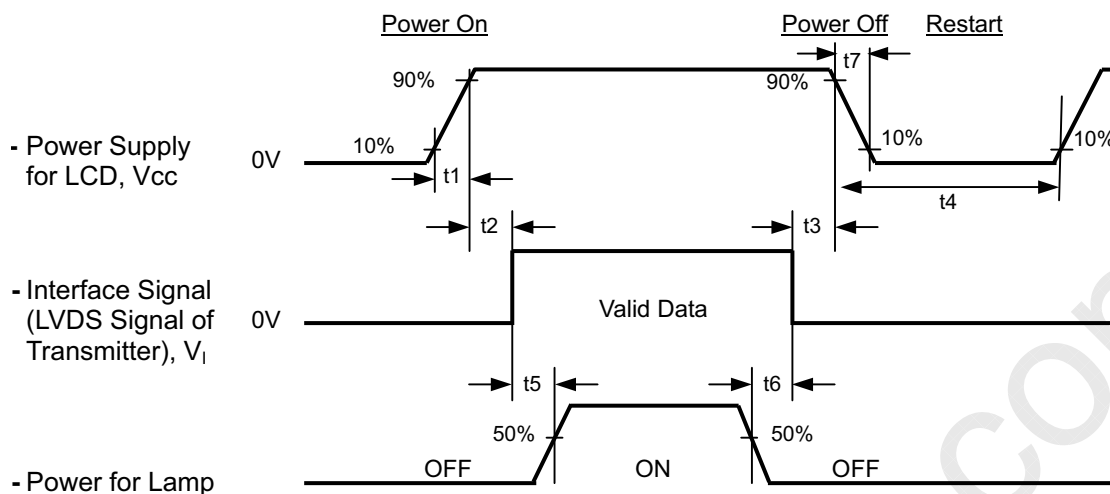 Power On
Power Off
Restart
t7
90%
90%
10%
10%
10%
- Power Supply
for LCD, Vcc
0V
t1
t4
t2
t3
- Interface Signal
(LVDS Signal of
Transmitter), VI
0V
Valid Data
t5
t6
50%
50%
- Power for Lamp
OFF
ON
OFF